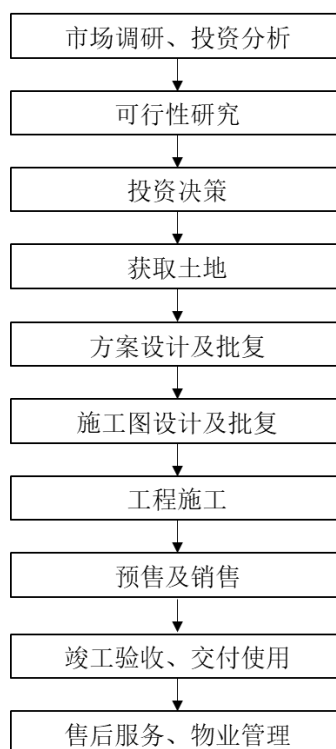 市场调研、投资分析
可行性研究
投资决策
获取土地
方案设计及批复
施工图设计及批复
工程施工
预售及销售
竣工验收、交付使用
售后服务、物业管理